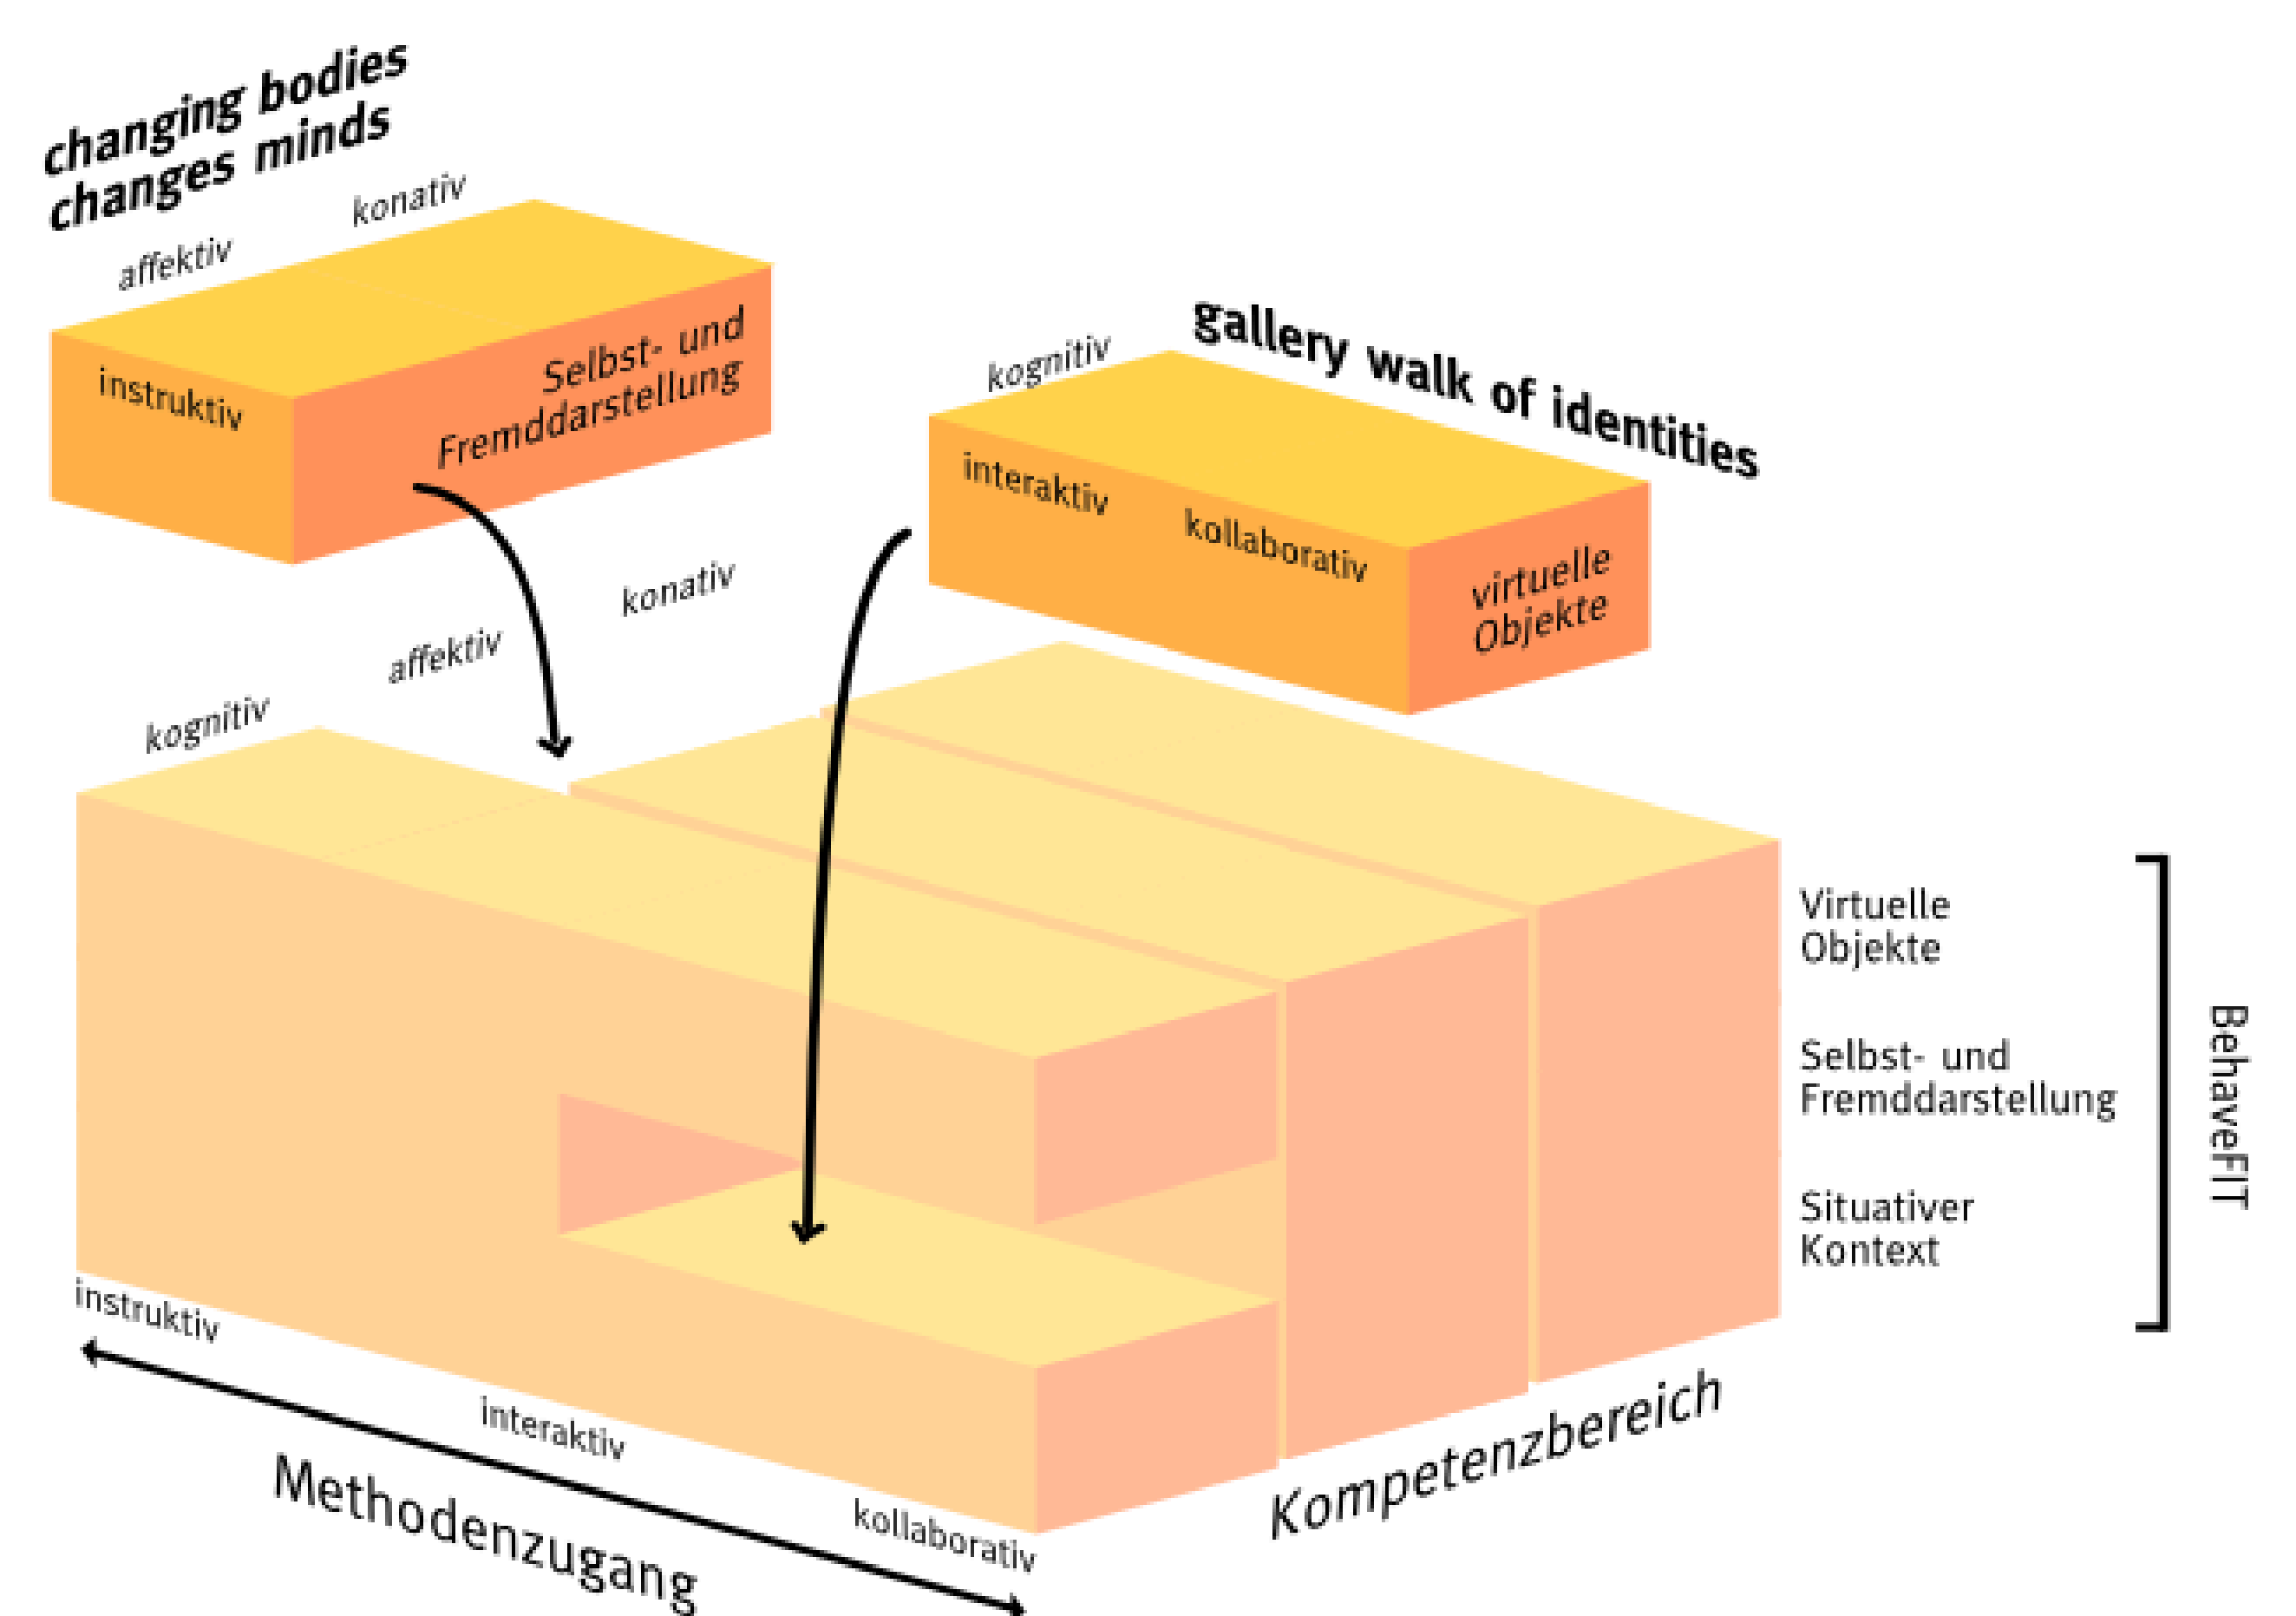 changing bodies
changes minds
konativ
affektiv
instruktiv
Selbst- und
Fremddarstellung
gallery walk of identities
kognitiv
interaktiv
kollaborativ
virtuelle
Objekte
konativ
affektiv
kognitiv
Virtuelle
Objekte
Selbst- und
Fremddarstellung
Situativer
Kontext
BehaveFIT
instruktiv
interaktiv
kollaborativ
Methodenzugang
Kompetenzbereich